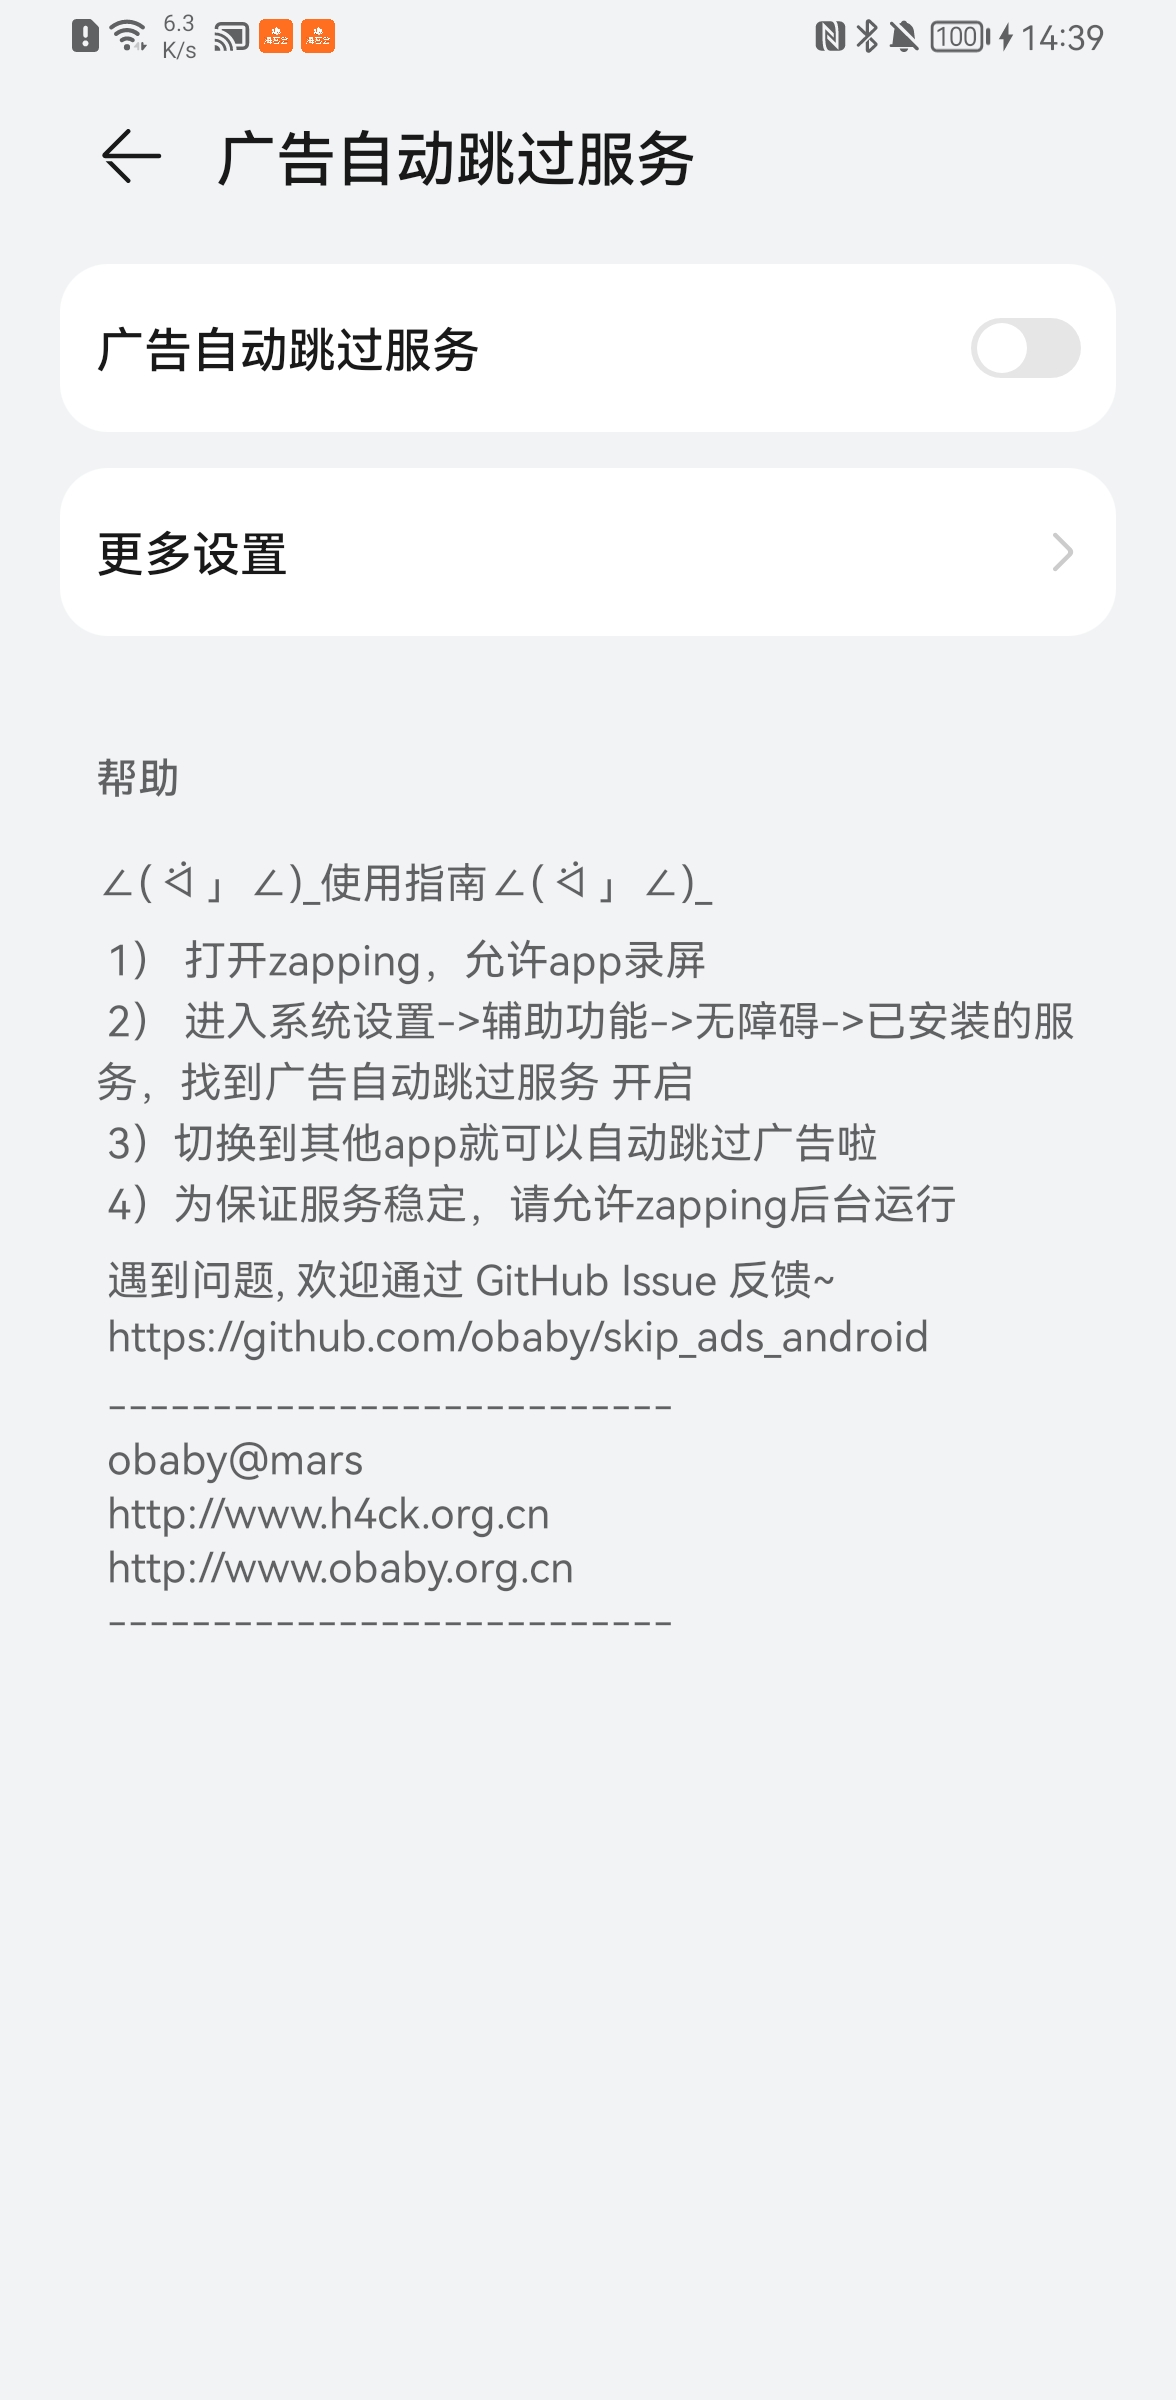 6.3
K/s
100
14:39
广告自动跳过服务
广告自动跳过服务
更多设置
帮助
∠( ᐛ 」∠)_使用指南∠( ᐛ 」∠)_
1） 打开zapping，允许app录屏
2） 进入系统设置->辅助功能->无障碍->已安装的服
务，找到广告自动跳过服务 开启
3）切换到其他app就可以自动跳过广告啦
4）为保证服务稳定，请允许zapping后台运行
遇到问题, 欢迎通过 GitHub Issue 反馈~
https://github.com/obaby/skip_ads_android
---------------------------
obaby@mars
http://www.h4ck.org.cn
http://www.obaby.org.cn
---------------------------